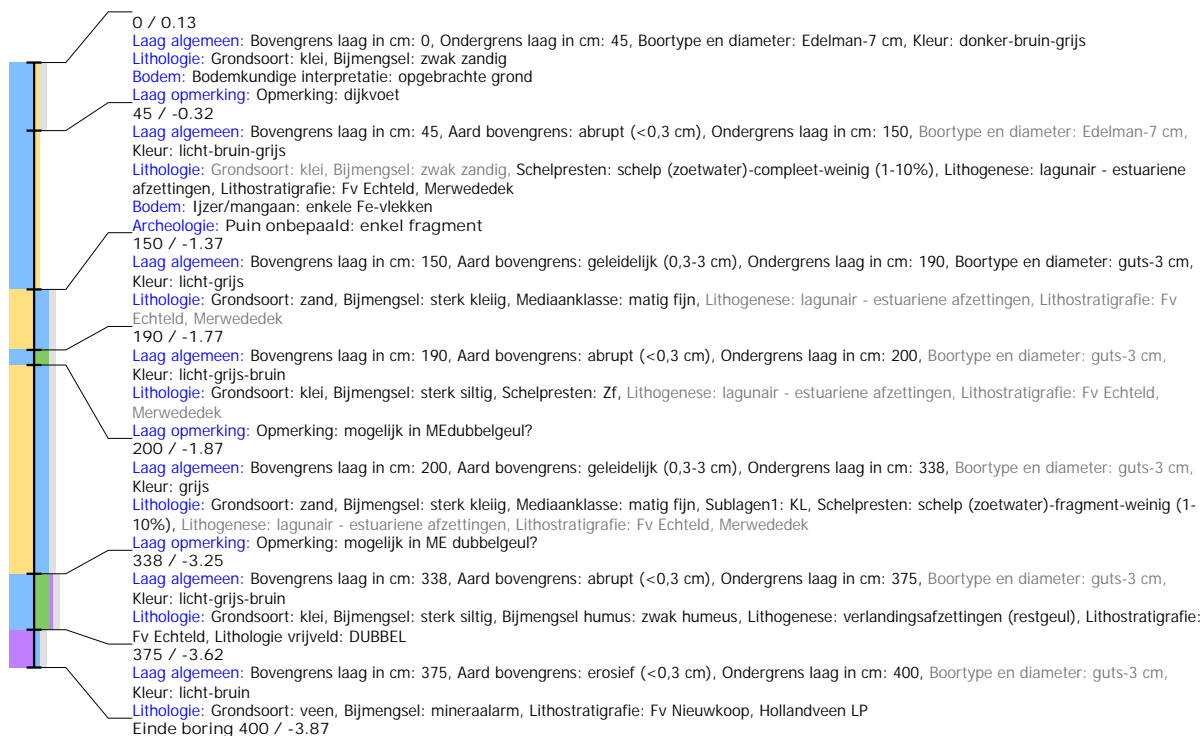 0 / 0.13
Laag algemeen: Bovengrens laag in cm: 0, Ondergrens laag in cm: 45, Boortype en diameter: Edelman-7 cm, Kleur: donker-bruin-grijs
Lithologie: Grondsoort: klei, Bijmengsel: zwak zandig
Bodem: Bodemkundige interpretatie: opgebrachte grond
Laag opmerking: Opmerking: dijkvoet
45 / -0.32
Laag algemeen: Bovengrens laag in cm: 45, Aard bovengrens: abrupt (<0,3 cm), Ondergrens laag in cm: 150, Boortype en diameter: Edelman-7 cm,
Kleur: licht-bruin-grijs
Lithologie: Grondsoort: klei, Bijmengsel: zwak zandig, Schelpresten: schelp (zoetwater)-compleet-weinig (1-10%), Lithogenese: lagunair - estuariene
afzettingen, Lithostratigrafie: Fv Echteld, Merwededek
Bodem: Ijzer/mangaan: enkele Fe-vlekken
Archeologie: Puin onbepaald: enkel fragment
150 / -1.37
Laag algemeen: Bovengrens laag in cm: 150, Aard bovengrens: geleidelijk (0,3-3 cm), Ondergrens laag in cm: 190, Boortype en diameter: guts-3 cm,
Kleur: licht-grijs
Lithologie: Grondsoort: zand, Bijmengsel: sterk kleiig, Mediaanklasse: matig fijn, Lithogenese: lagunair - estuariene afzettingen, Lithostratigrafie: Fv
Echteld, Merwededek
190 / -1.77
Laag algemeen: Bovengrens laag in cm: 190, Aard bovengrens: abrupt (<0,3 cm), Ondergrens laag in cm: 200, Boortype en diameter: guts-3 cm,
Kleur: licht-grijs-bruin
Lithologie: Grondsoort: klei, Bijmengsel: sterk siltig, Schelpresten: Zf, Lithogenese: lagunair - estuariene afzettingen, Lithostratigrafie: Fv Echteld,
Merwededek
Laag opmerking: Opmerking: mogelijk in MEdubbelgeul?
200 / -1.87
Laag algemeen: Bovengrens laag in cm: 200, Aard bovengrens: geleidelijk (0,3-3 cm), Ondergrens laag in cm: 338, Boortype en diameter: guts-3 cm,
Kleur: grijs
Lithologie: Grondsoort: zand, Bijmengsel: sterk kleiig, Mediaanklasse: matig fijn, Sublagen1: KL, Schelpresten: schelp (zoetwater)-fragment-weinig (1-
10%), Lithogenese: lagunair - estuariene afzettingen, Lithostratigrafie: Fv Echteld, Merwededek
Laag opmerking: Opmerking: mogelijk in ME dubbelgeul?
338 / -3.25
Laag algemeen: Bovengrens laag in cm: 338, Aard bovengrens: abrupt (<0,3 cm), Ondergrens laag in cm: 375, Boortype en diameter: guts-3 cm,
Kleur: licht-grijs-bruin
Lithologie: Grondsoort: klei, Bijmengsel: sterk siltig, Bijmengsel humus: zwak humeus, Lithogenese: verlandingsafzettingen (restgeul), Lithostratigrafie:
Fv Echteld, Lithologie vrijveld: DUBBEL
375 / -3.62
Laag algemeen: Bovengrens laag in cm: 375, Aard bovengrens: erosief (<0,3 cm), Ondergrens laag in cm: 400, Boortype en diameter: guts-3 cm,
Kleur: licht-bruin
Lithologie: Grondsoort: veen, Bijmengsel: mineraalarm, Lithostratigrafie: Fv Nieuwkoop, Hollandveen LP
Einde boring 400 / -3.87